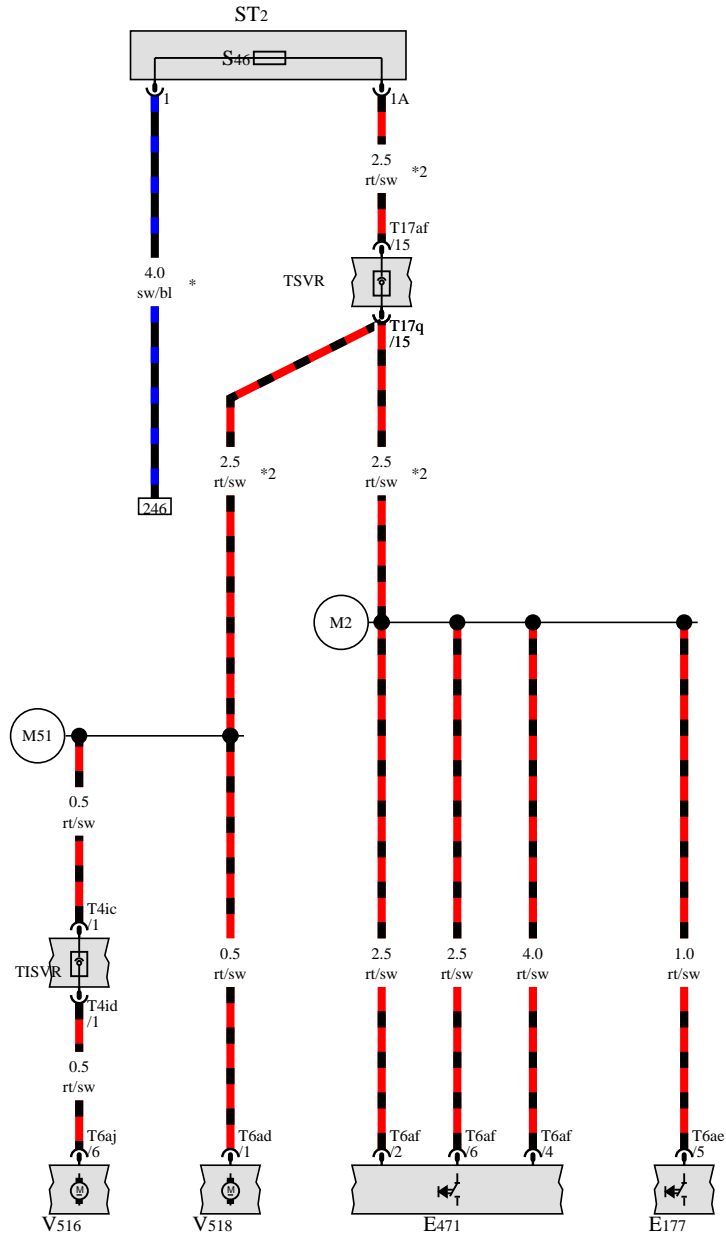 ST2
S46
1
1A
2.5
rt/sw
*2
T17af
/15
4.0
sw/bl
*
TSVR
T17q
/15
2.5
rt/sw
*2
2.5
rt/sw
*2
246
M2
M51
0.5
rt/sw
T4ic
/1
TISVR
T4id
/1
0.5
rt/sw
0.5
rt/sw
2.5
rt/sw
2.5
rt/sw
4.0
rt/sw
1.0
rt/sw
T6aj
/6
T6ad
/1
T6af
/2
T6af
/6
T6af
/4
T6ae
/5
M
M
V516
V518
E471
E177